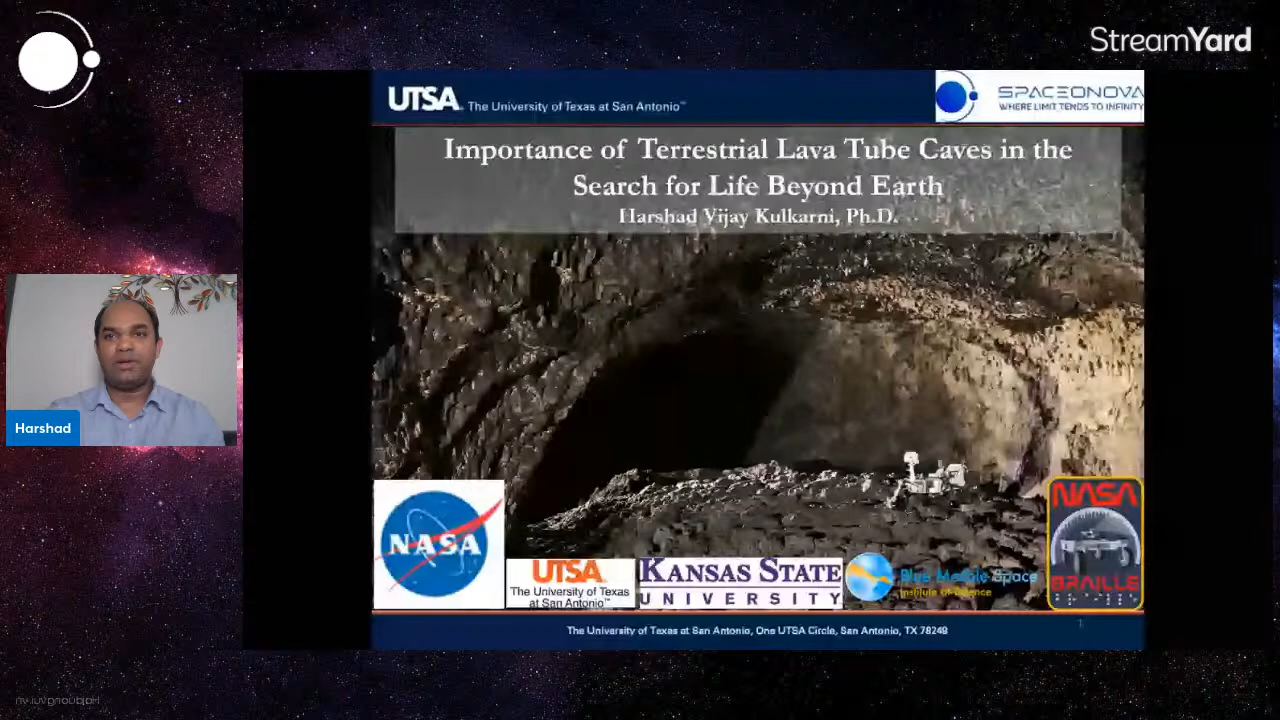 StreamYard
UTSA. The University of Texas at San Antonio™
SPACEONOVA
WHERE LIMIT TENDS TO INFINITY
Importance of Terrestrial Lava Tube Caves in the
Search for Life Beyond Earth
Harshad Vijay Kulkarni, Ph.D.
Harshad
NASA
UTSA
The University of Texas
at San Antonio™
KANSAS STATE
UNIVERSITY
Blue Marble Space
Institute of Science
NASA
BRAILLE
The University of Texas at San Antonio, One UTSA Circle, San Antonio, TX 78249
1